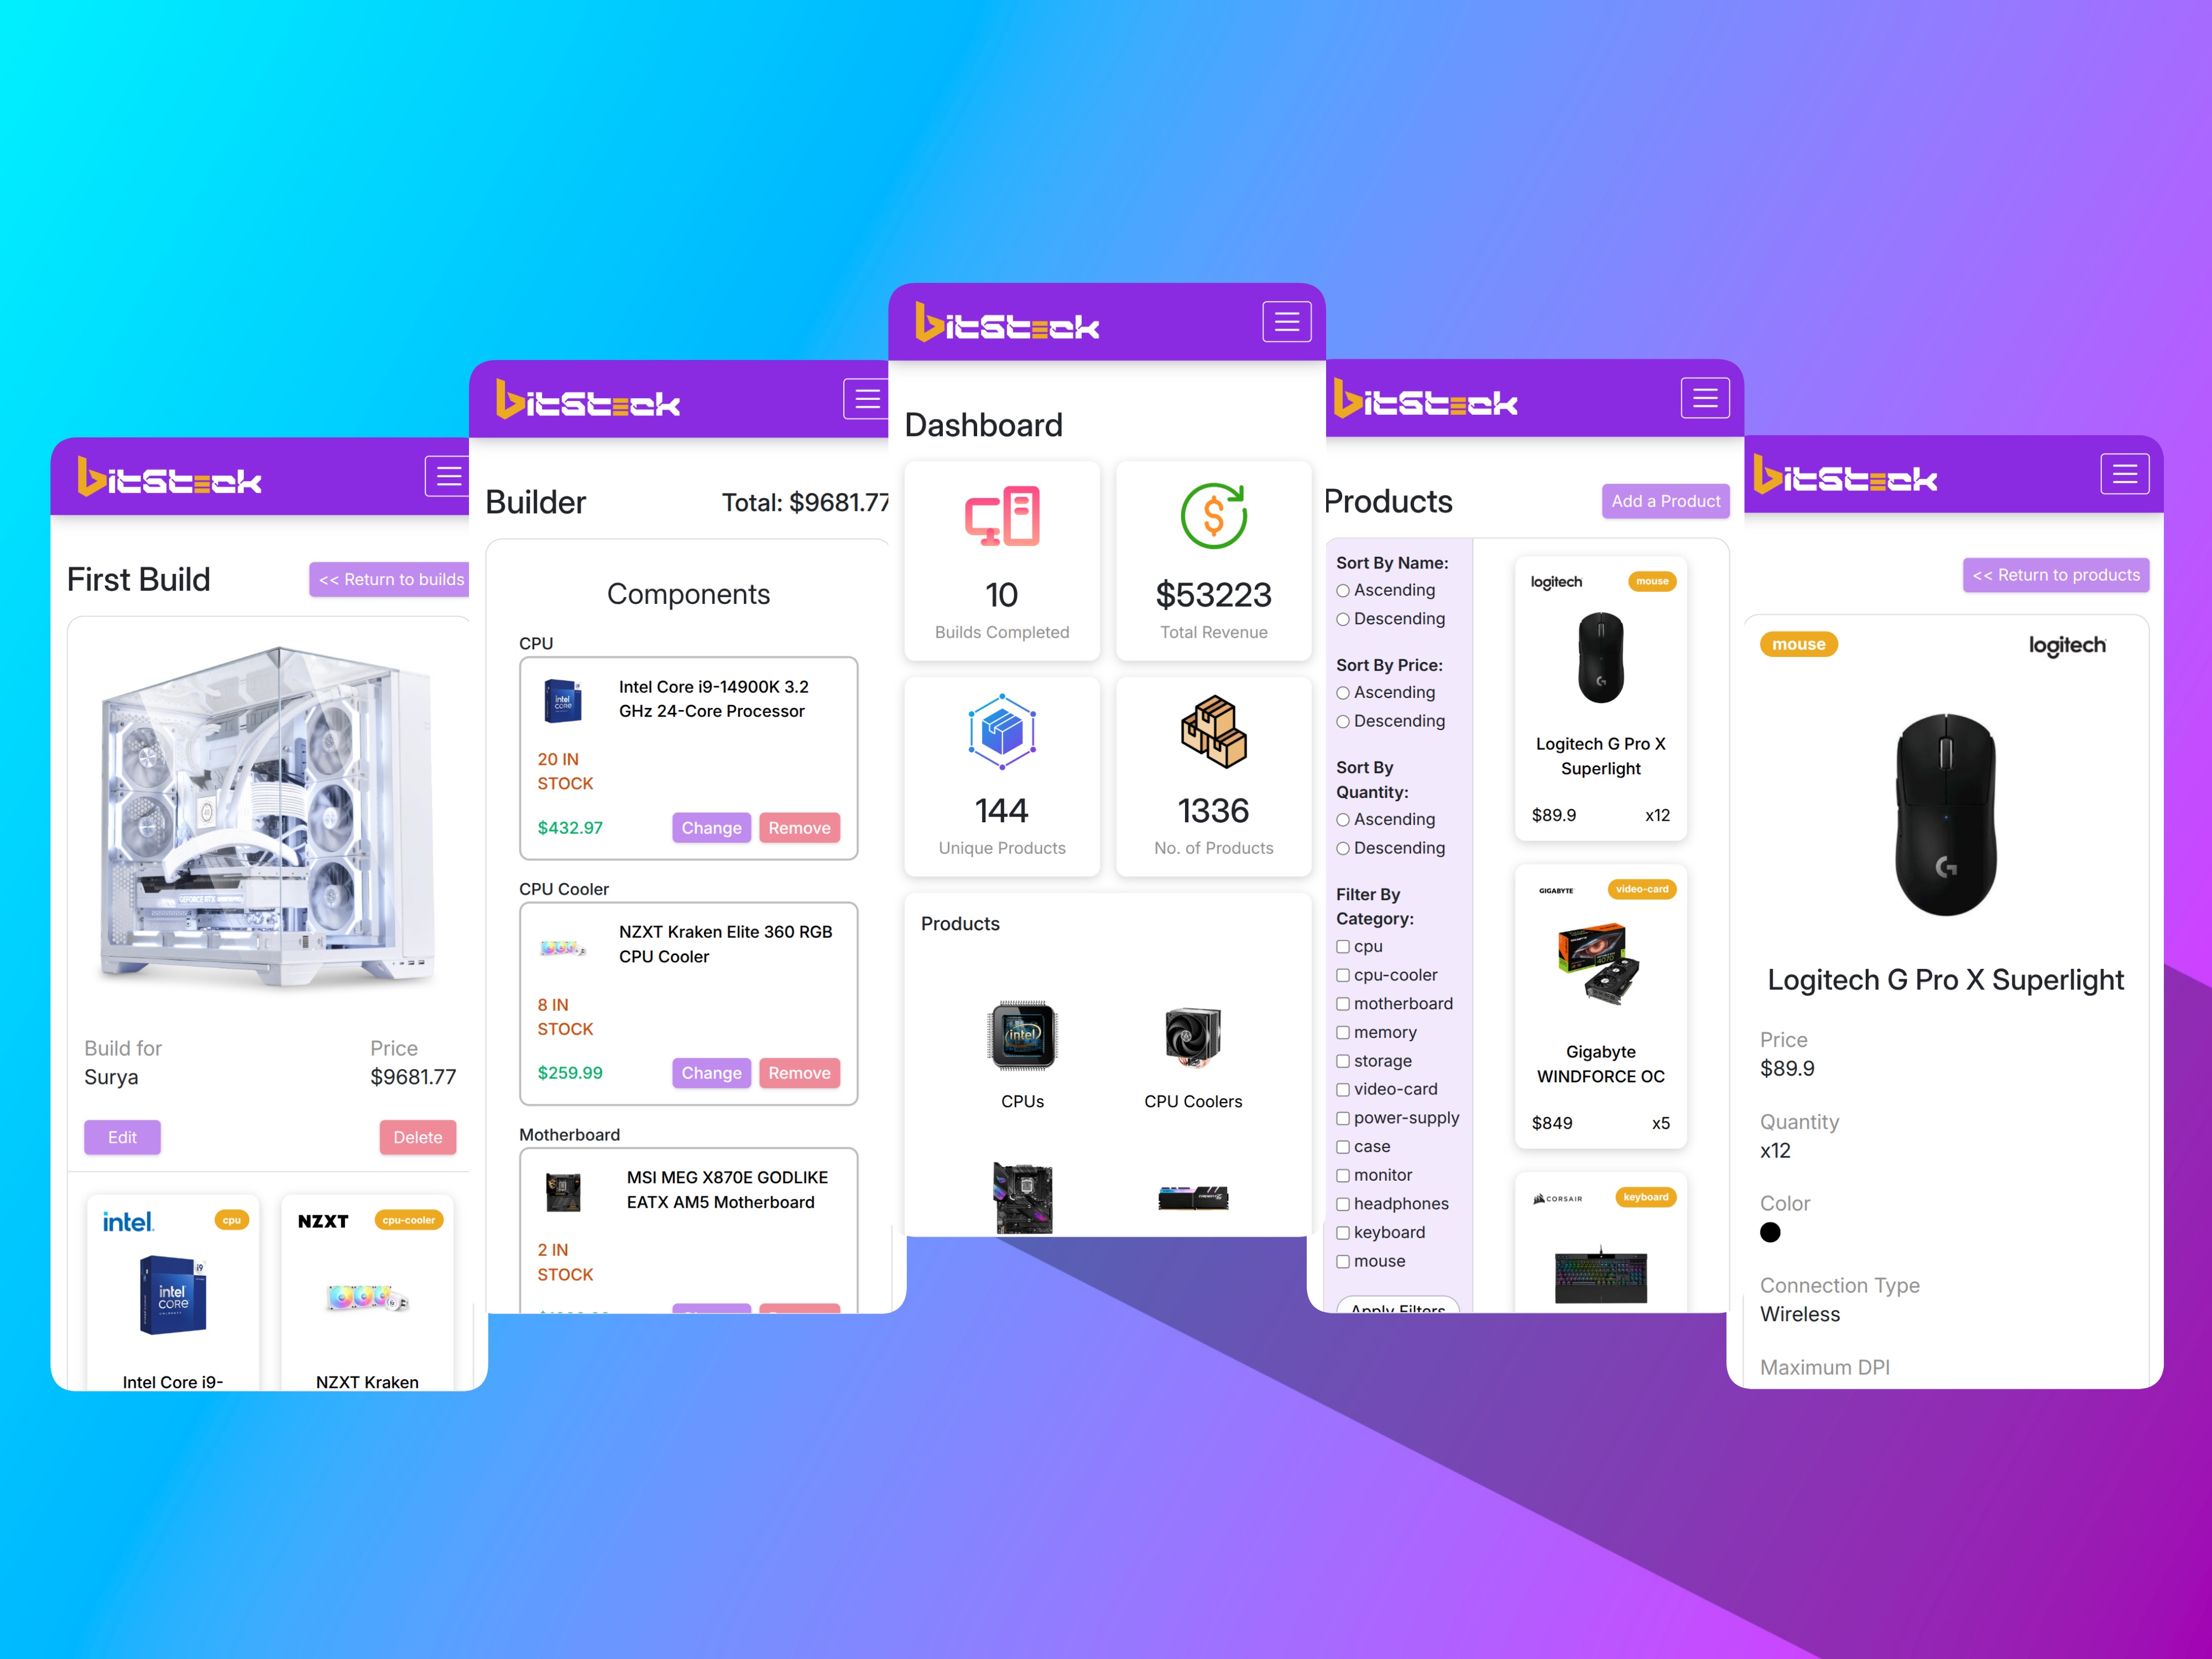 bitStack
First Build
<< Return to builds
GEFORCE RTX
Build for
Surya
Price
$9681.77
Edit
Delete
intel.
cpu
i9
intel
CORE
Intel Core i9-
NZXT
cpu-cooler
NZXT Kraken
bitStack
Builder
Total: $9681.77
Components
CPU
intel
CORE
Intel Core i9-14900K 3.2
GHz 24-Core Processor
20 IN
STOCK
$432.97
Change
Remove
CPU Cooler
NZXT Kraken Elite 360 RGB
CPU Cooler
8 IN
STOCK
$259.99
Change
Remove
Motherboard
MSI MEG X870E GODLIKE
EATX AM5 Motherboard
2 IN
STOCK
bitStack
Dashboard
10
Builds Completed
$53223
Total Revenue
144
Unique Products
1336
No. of Products
Products
intel
CPUs
CPU Coolers
bitStack
Products
Add a Product
Sort By Name:
Ascending
Descending
Sort By Price:
Ascending
Descending
Sort By
Quantity:
Ascending
Descending
Filter By
Category:
cpu
cpu-cooler
motherboard
memory
storage
video-card
power-supply
case
monitor
headphones
keyboard
mouse
Apply Filters
logitech
mouse
Logitech G Pro X
Superlight
$89.9
x12
GIGABYTE
video-card
4070
Gigabyte
WINDFORCE OC
$849
x5
CORSAIR
keyboard
bitStack
<< Return to products
mouse
logitech
Logitech G Pro X Superlight
Price
$89.9
Quantity
x12
Color
Connection Type
Wireless
Maximum DPI